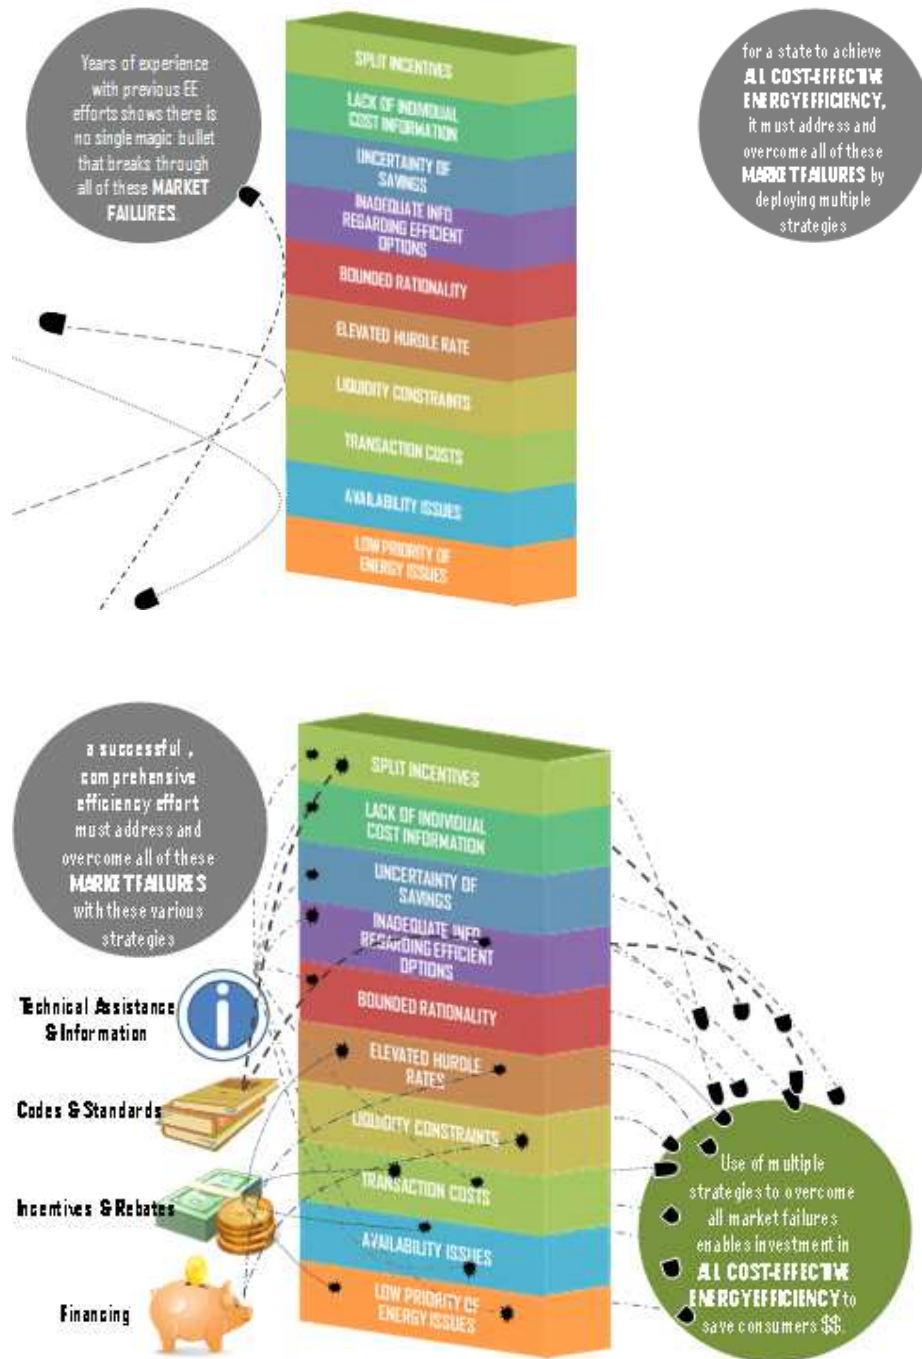 Years of experience
with previous EE
efforts shows there is
no single magic bullet
that breaks through
all of these MARKET
FAILURES
SPLIT INCENTIVES
LACK OF INDIVIDUAL
COST INFORMATION
UNCERTAINTY OF
SAVINGS
INADEQUATE INFO
REGARDING EFFICIENT
OPTIONS
BOUNDED RATIONALITY
ELEVATED HURDLE RATE
LIQUIDITY CONSTRAINTS
TRANSACTION COSTS
AVAILABILITY ISSUES
LOW PRIORITY OF
ENERGY ISSUES
for a state to achieve
ALL COST-EFFECTIVE
ENERGY EFFICIENCY,
it must address and
overcome all of these
MARKET FAILURES by
deploying multiple
strategies
a successful ,
comprehensive
efficiency effort
must address and
overcome all of these
MARKET FAILURES
with these various
strategies
Technical Assistance
& Information
Codes & Standards
Incentives & Rebates
Financing
SPLIT INCENTIVES
LACK OF INDIVIDUAL
COST INFORMATION
UNCERTAINTY OF
SAVINGS
INADEQUATE INFO
REGARDING EFFICIENT
OPTIONS
BOUNDED RATIONALITY
ELEVATED HURDLE
RATES
LIQUIDITY CONSTRAINTS
TRANSACTION COSTS
AVAILABILITY ISSUES
LOW PRIORITY OF
ENERGY ISSUES
Use of multiple
strategies to overcome
all market failures
enables investment in
ALL COST-EFFECTIVE
ENERGY EFFICIENCY to
save consumers $$.